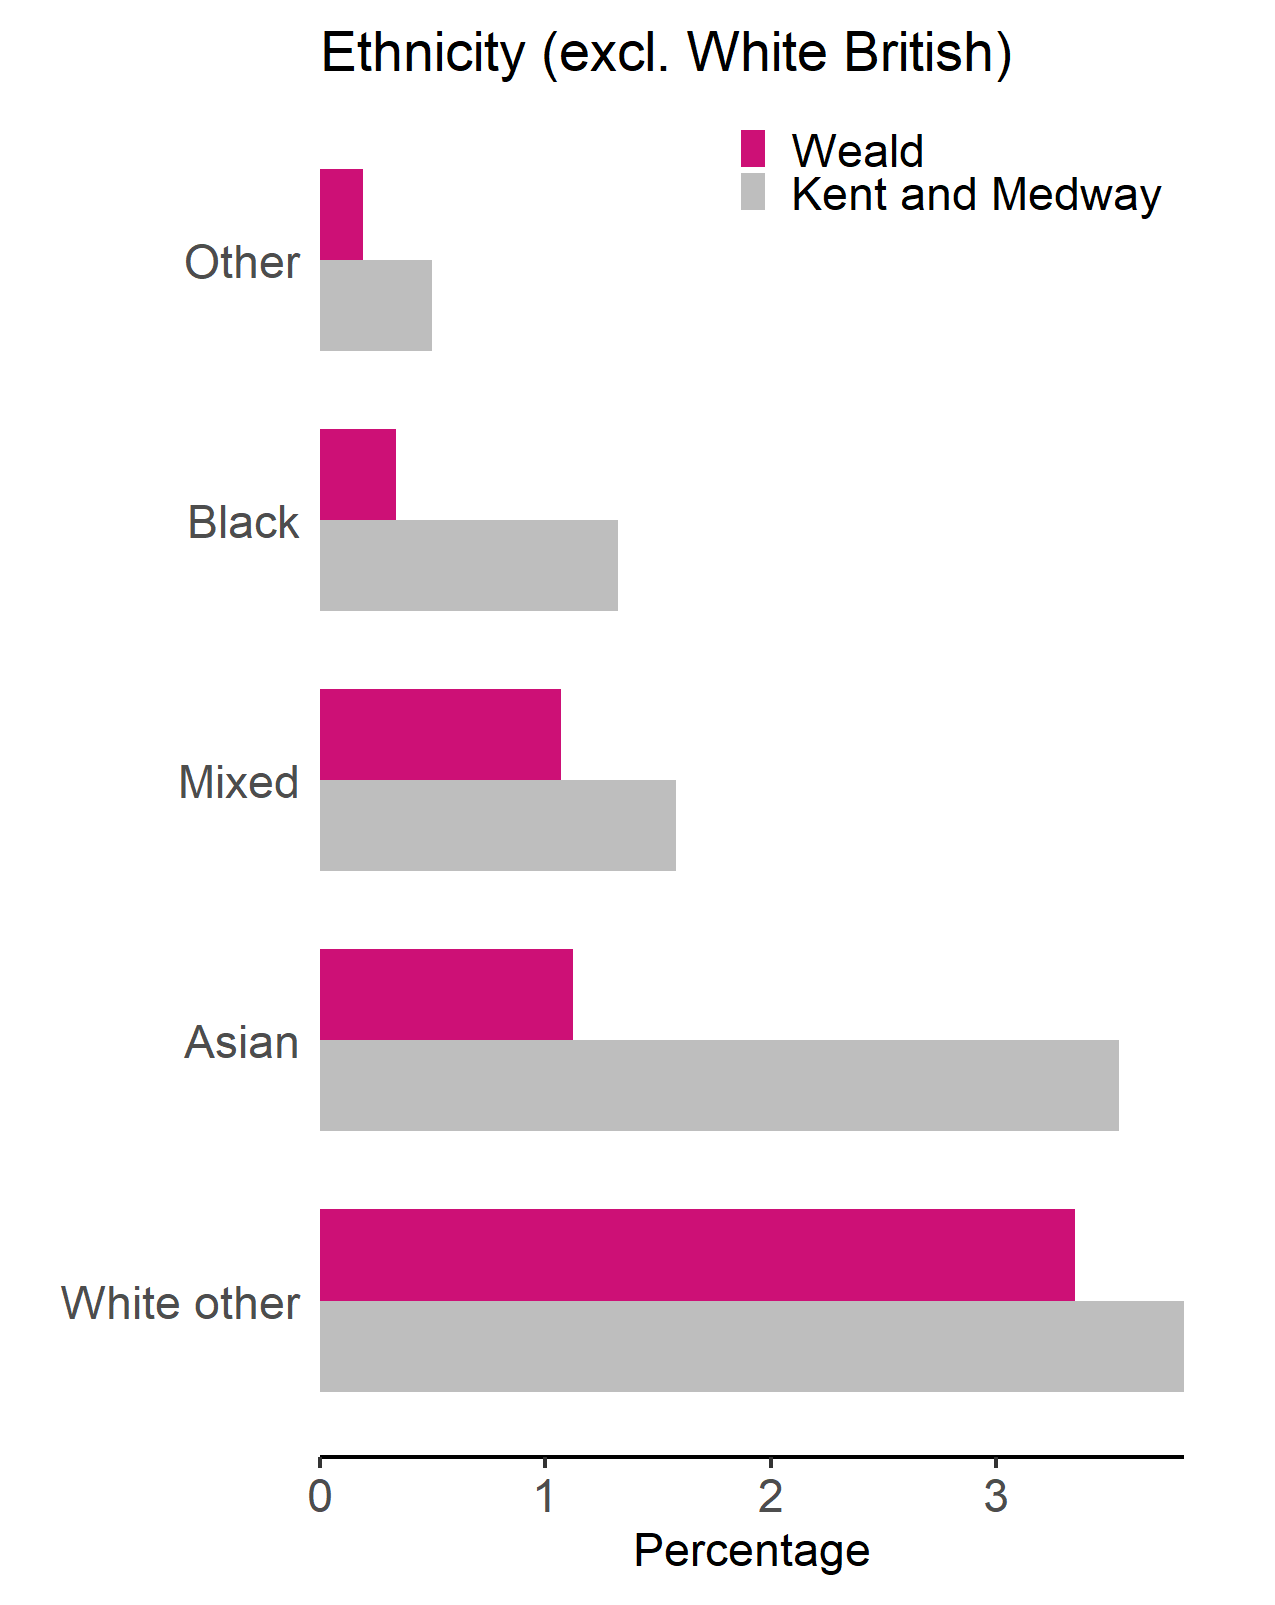 Ethnicity (excl. White British)
Weald
Kent and Medway
Other
Black
Mixed
Asian
White other
0 1 2 3
Percentage